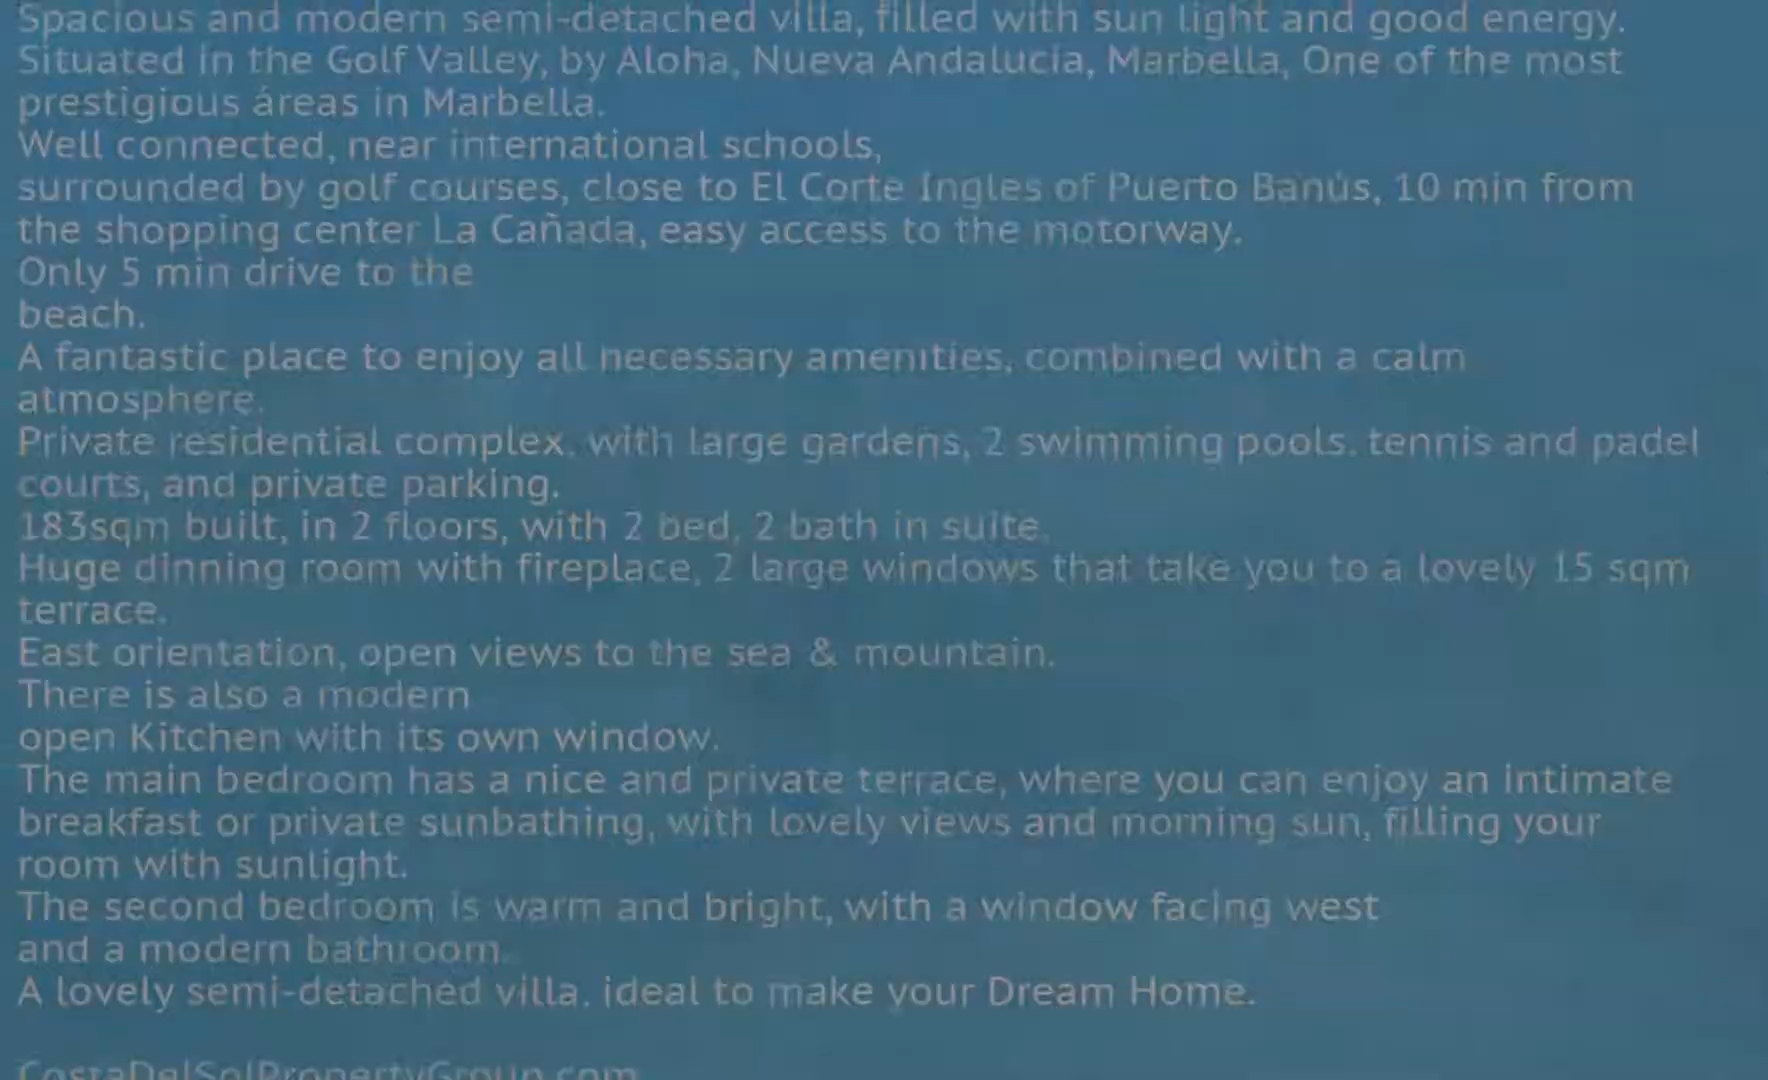 Spacious and modern semi-detached villa, filled with sun light and good energy.
Situated in the Golf Valley, by Aloha, Nueva Andalucía, Marbella, One of the most
prestigious áreas in Marbella.
Well connected, near international schools,
surrounded by golf courses, close to El Corte Ingles of Puerto Banús, 10 min from
the shopping center La Cañada, easy access to the motorway.
Only 5 min drive to the
beach.
A fantastic place to enjoy all necessary amenities, combined with a calm
atmosphere.
Private residential complex, with large gardens, 2 swimming pools, tennis and padel
courts, and private parking.
183sqm built, in 2 floors, with 2 bed, 2 bath in suite.
Huge dinning room with fireplace, 2 large windows that take you to a lovely 15 sqm
terrace.
East orientation, open views to the sea & mountain.
There is also a modern
open Kitchen with its own window.
The main bedroom has a nice and private terrace, where you can enjoy an intimate
breakfast or private sunbathing, with lovely views and morning sun, filling your
room with sunlight.
The second bedroom is warm and bright, with a window facing west
and a modern bathroom.
A lovely semi-detached villa, ideal to make your Dream Home.
CostaDelSolPropertyGroup.com